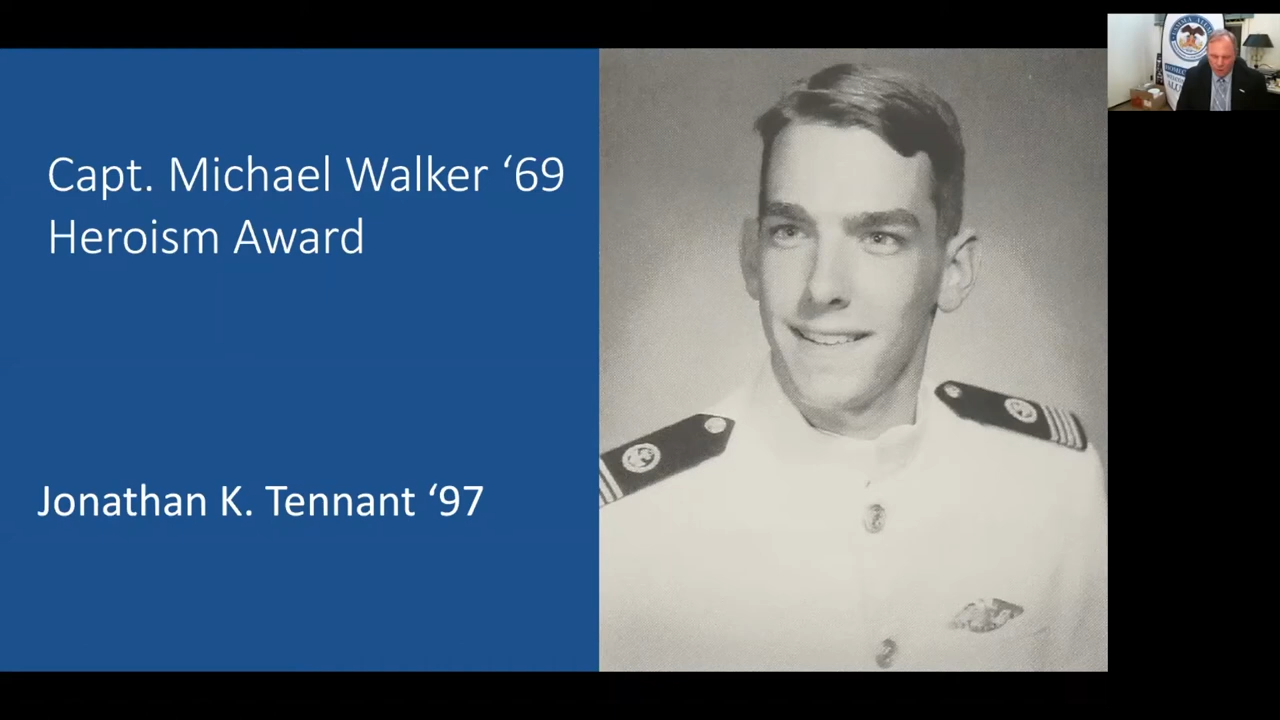 Capt. Michael Walker ‘69
Heroism Award
Jonathan K. Tennant ‘97